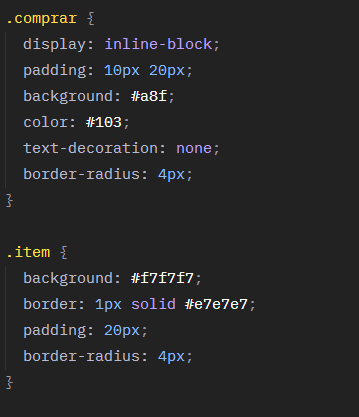 .comprar {
  display: inline-block;
  padding: 10px 20px;
  background: #a8f;
  color: #103;
  text-decoration: none;
  border-radius: 4px;
}

.item {
  background: #f7f7f7;
  border: 1px solid #e7e7e7;
  padding: 20px;
  border-radius: 4px;
}